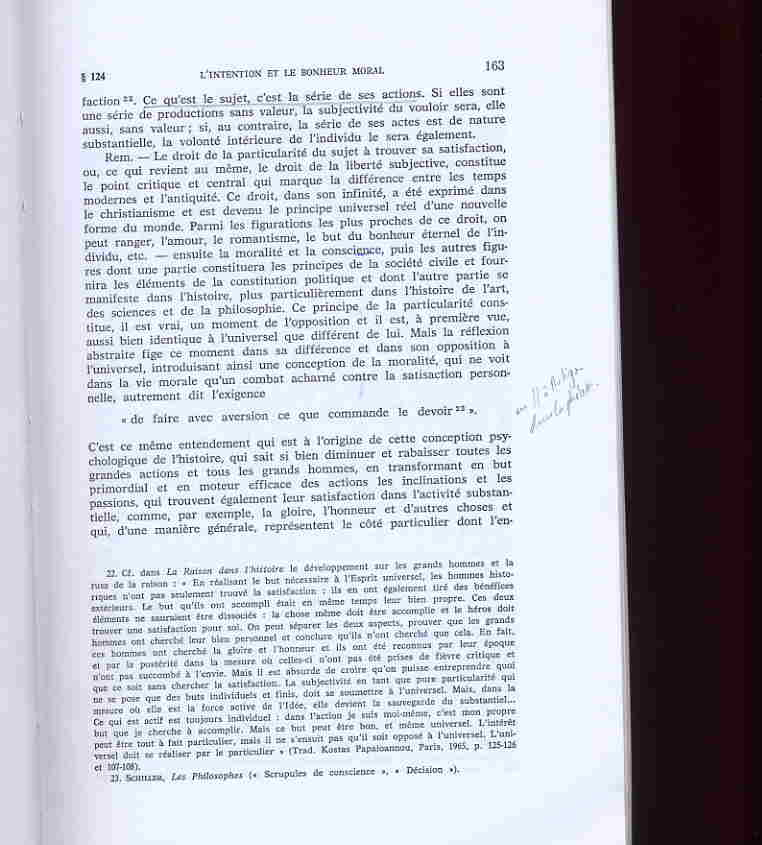 § 124
L'INTENTION ET LE BONHEUR MORAL
163
faction ²². Ce qu'est le sujet, c'est la série de ses actions. Si elles sont
une série de productions sans valeur, la subjectivité du vouloir sera, elle
aussi, sans valeur ; si, au contraire, la série de ses actes est de nature
substantielle, la volonté intérieure de l'individu le sera également.
Rem. — Le droit de la particularité du sujet à trouver sa satisfaction,
ou, ce qui revient au même, le droit de la liberté subjective, constitue
le point critique et central qui marque la différence entre les temps
modernes et l'antiquité. Ce droit, dans son infinité, a été exprimé dans
le christianisme et est devenu le principe universel réel d'une nouvelle
forme du monde. Parmi les figurations les plus proches de ce droit, on
peut ranger, l'amour, le romantisme, le but du bonheur éternel de l'in-
dividu, etc. — ensuite la moralité et la conscience, puis les autres figu-
res dont une partie constituera les principes de la société civile et four-
nira les éléments de la constitution politique et dont l'autre partie se
manifeste dans l'histoire, plus particulièrement dans l'histoire de l'art,
des sciences et de la philosophie. Ce principe de la particularité cons-
titue, il est vrai, un moment de l'opposition et il est, à première vue,
aussi bien identique à l'universel que différent de lui. Mais la réflexion
abstraite fige ce moment dans sa différence et dans son opposition à
l'universel, introduisant ainsi une conception de la moralité, qui ne voit
dans la vie morale qu'un combat acharné contre la satisaction person-
nelle, autrement dit l'exigence
« de faire avec aversion ce que commande le devoir ²³ ».
C'est ce même entendement qui est à l'origine de cette conception psy-
chologique de l'histoire, qui sait si bien diminuer et rabaisser toutes les
grandes actions et tous les grands hommes, en transformant en but
primordial et en moteur efficace des actions les inclinations et les
passions, qui trouvent également leur satisfaction dans l'activité substan-
tielle, comme, par exemple, la gloire, l'honneur et d'autres choses et
qui, d'une manière générale, représentent le côté particulier dont l'en-
22. Cf. dans La Raison dans l'histoire le développement sur les grands hommes et la
ruse de la raison : « En réalisant le but nécessaire à l'Esprit universel, les hommes histo-
riques n'ont pas seulement trouvé la satisfaction ; ils en ont également tiré des bénéfices
extérieurs. Le but qu'ils ont accompli était en même temps leur bien propre. Ces deux
éléments ne sauraient être dissociés : la chose même doit être accomplie et le héros doit
trouver une satisfaction pour soi. On peut séparer les deux aspects, prouver que les grands
hommes ont cherché leur bien personnel et conclure qu'ils n'ont cherché que cela. En fait,
ces hommes ont cherché la gloire et l'honneur et ils ont été reconnus par leur époque
et par la postérité dans la mesure où celles-ci n'ont pas été prises de fièvre critique et
n'ont pas succombé à l'envie. Mais il est absurde de croire qu'on puisse entreprendre quoi
que ce soit sans chercher la satisfaction. La subjectivité en tant que pure particularité qui
ne se pose que des buts individuels et finis, doit se soumettre à l'universel. Mais, dans la
mesure où elle est la force active de l'Idée, elle devient la sauvegarde du substantiel...
Ce qui est actif est toujours individuel : dans l'action je suis moi-même, c'est mon propre
but que je cherche à accomplir. Mais ce but peut être bon, et même universel. L'intérêt
peut être tout à fait particulier, mais il ne s'ensuit pas qu'il soit opposé à l'universel. L'uni-
versel doit se réaliser par le particulier » (Trad. Kostas Papaioannou, Paris, 1965, p. 125-126
et 107-108).
23. SCHILLER, Les Philosophes (« Scrupules de conscience », « Décision »).